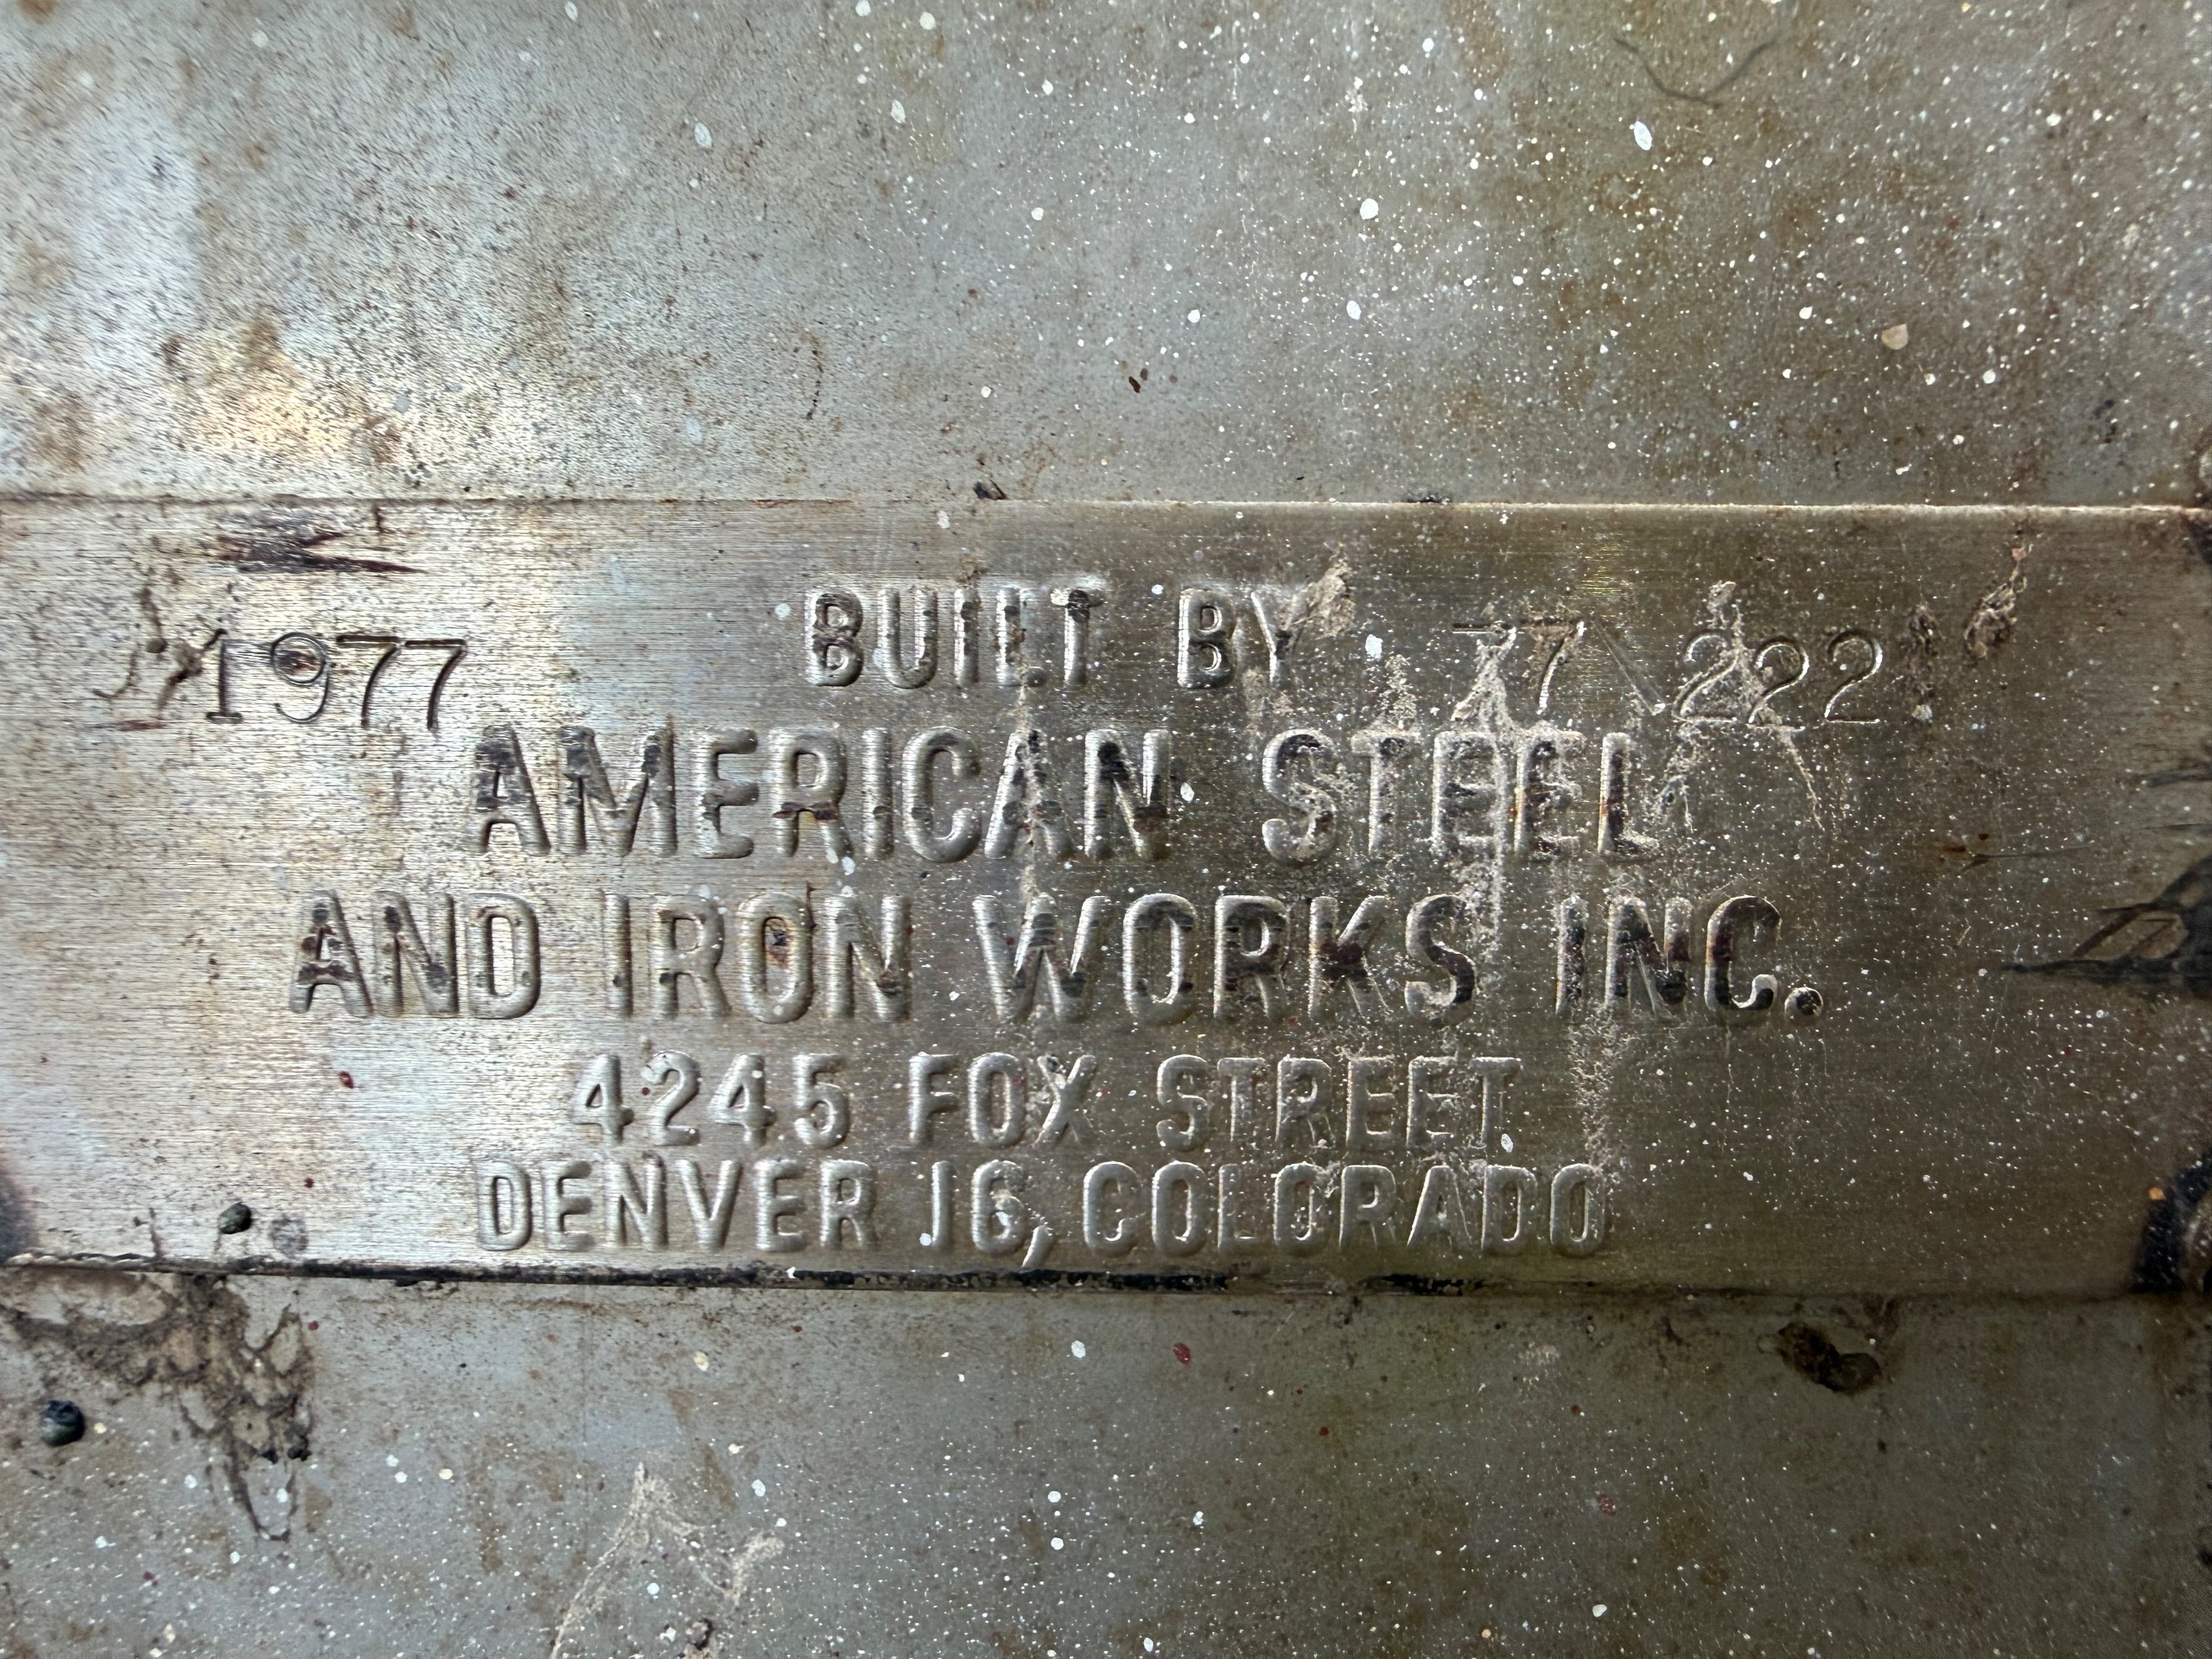 BUILT BY
1977 77\222
AMERICAN STEEL
AND IRON WORKS INC.
4245 FOX STREET
DENVER 16, COLORADO